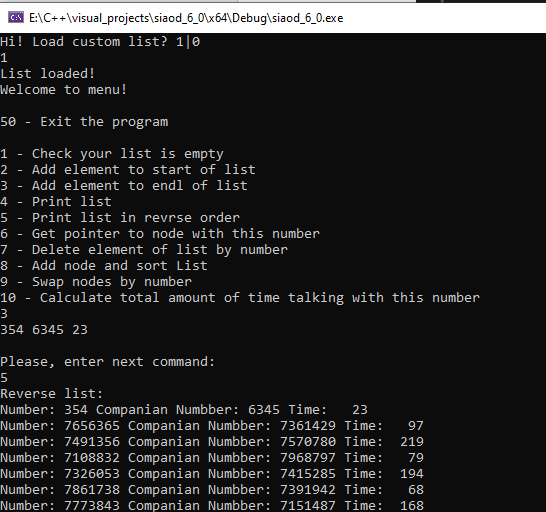 E:\C++\visual_projects\siaod_6_0\x64\Debug\siaod_6_0.exe
Hi! Load custom list? 1|0
1
List loaded!
Welcome to menu!
50 - Exit the program
1 - Check your list is empty
2 - Add element to start of list
3 - Add element to endl of list
4 - Print list
5 - Print list in revrse order
6 - Get pointer to node with this number
7 - Delete element of list by number
8 - Add node and sort List
9 - Swap nodes by number
10 - Calculate total amount of time talking with this number
3
354 6345 23
Please, enter next command:
5
Reverse list:
Number: 354 Companian Numbber: 6345 Time:   23
Number: 7656365 Companian Numbber: 7361429 Time:   97
Number: 7491356 Companian Numbber: 7570780 Time:  219
Number: 7108832 Companian Numbber: 7968797 Time:   79
Number: 7326053 Companian Numbber: 7415285 Time:  194
Number: 7861738 Companian Numbber: 7391942 Time:   68
Number: 7773843 Companian Numbber: 7151487 Time:  168